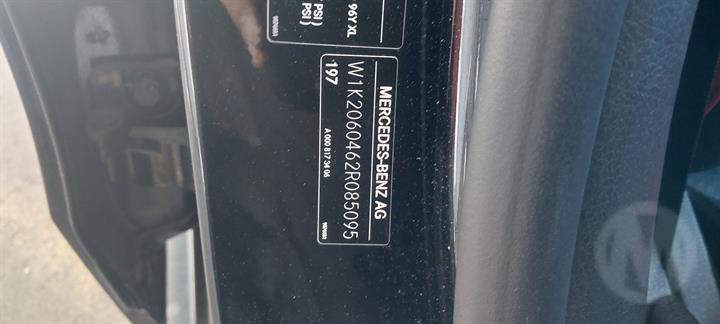 96Y XL
PSI )
PSI )
MERCEDES-BENZ AG
W1K2060462R085095
197
A 000 817 34 06